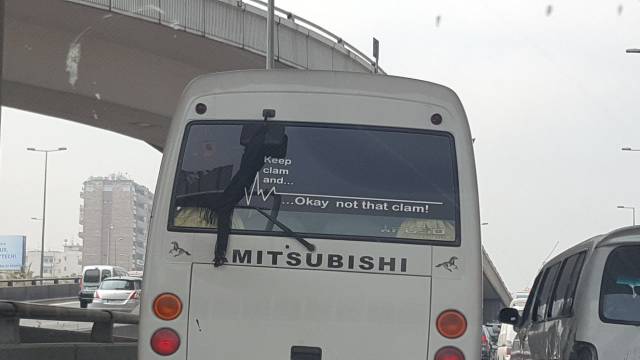 Keep
clam
and...
...Okay not that clam!
MITSUBISHI